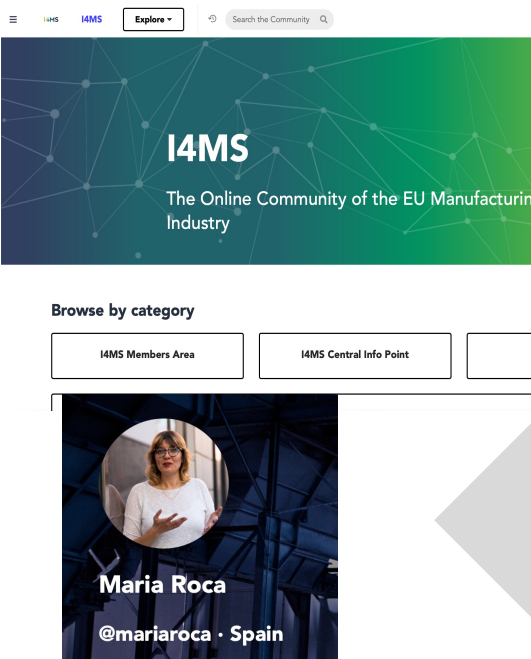 I4MS I4MS Explore Search the Community
I4MS
The Online Community of the EU Manufacturin
Industry
Browse by category
I4MS Members Area I4MS Central Info Point
Maria Roca
@mariaroca · Spain